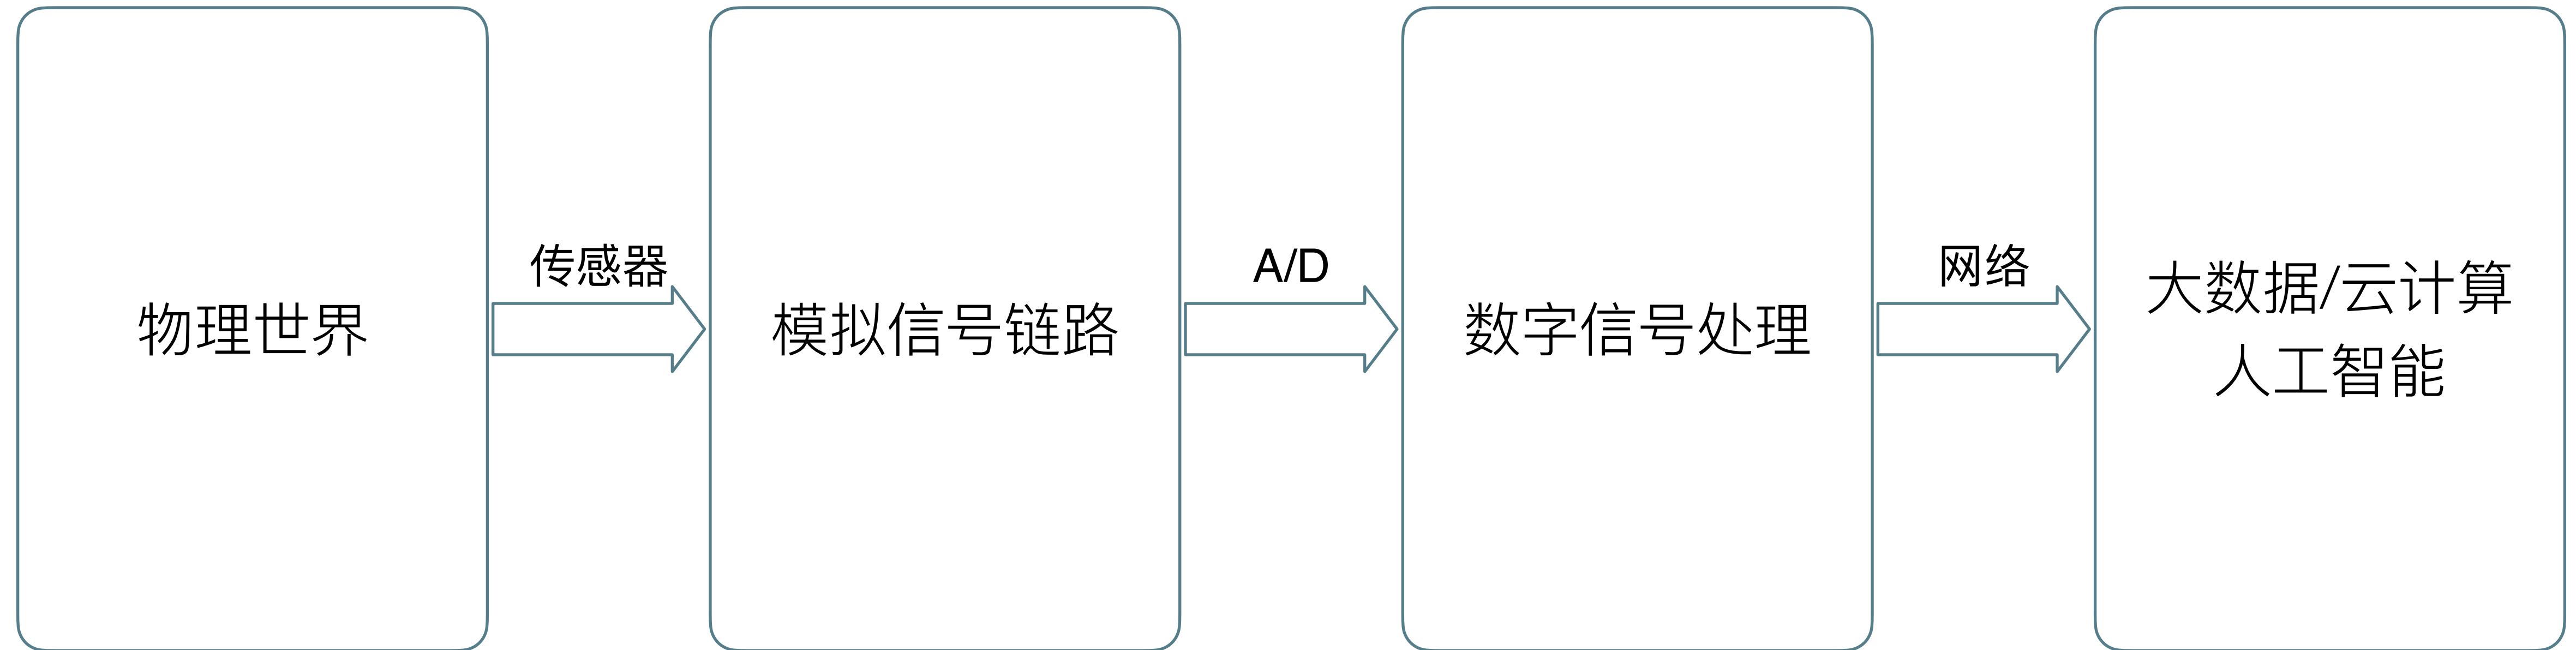 物理世界
传感器
模拟信号链路
A/D
数字信号处理
网络
大数据/云计算
人工智能